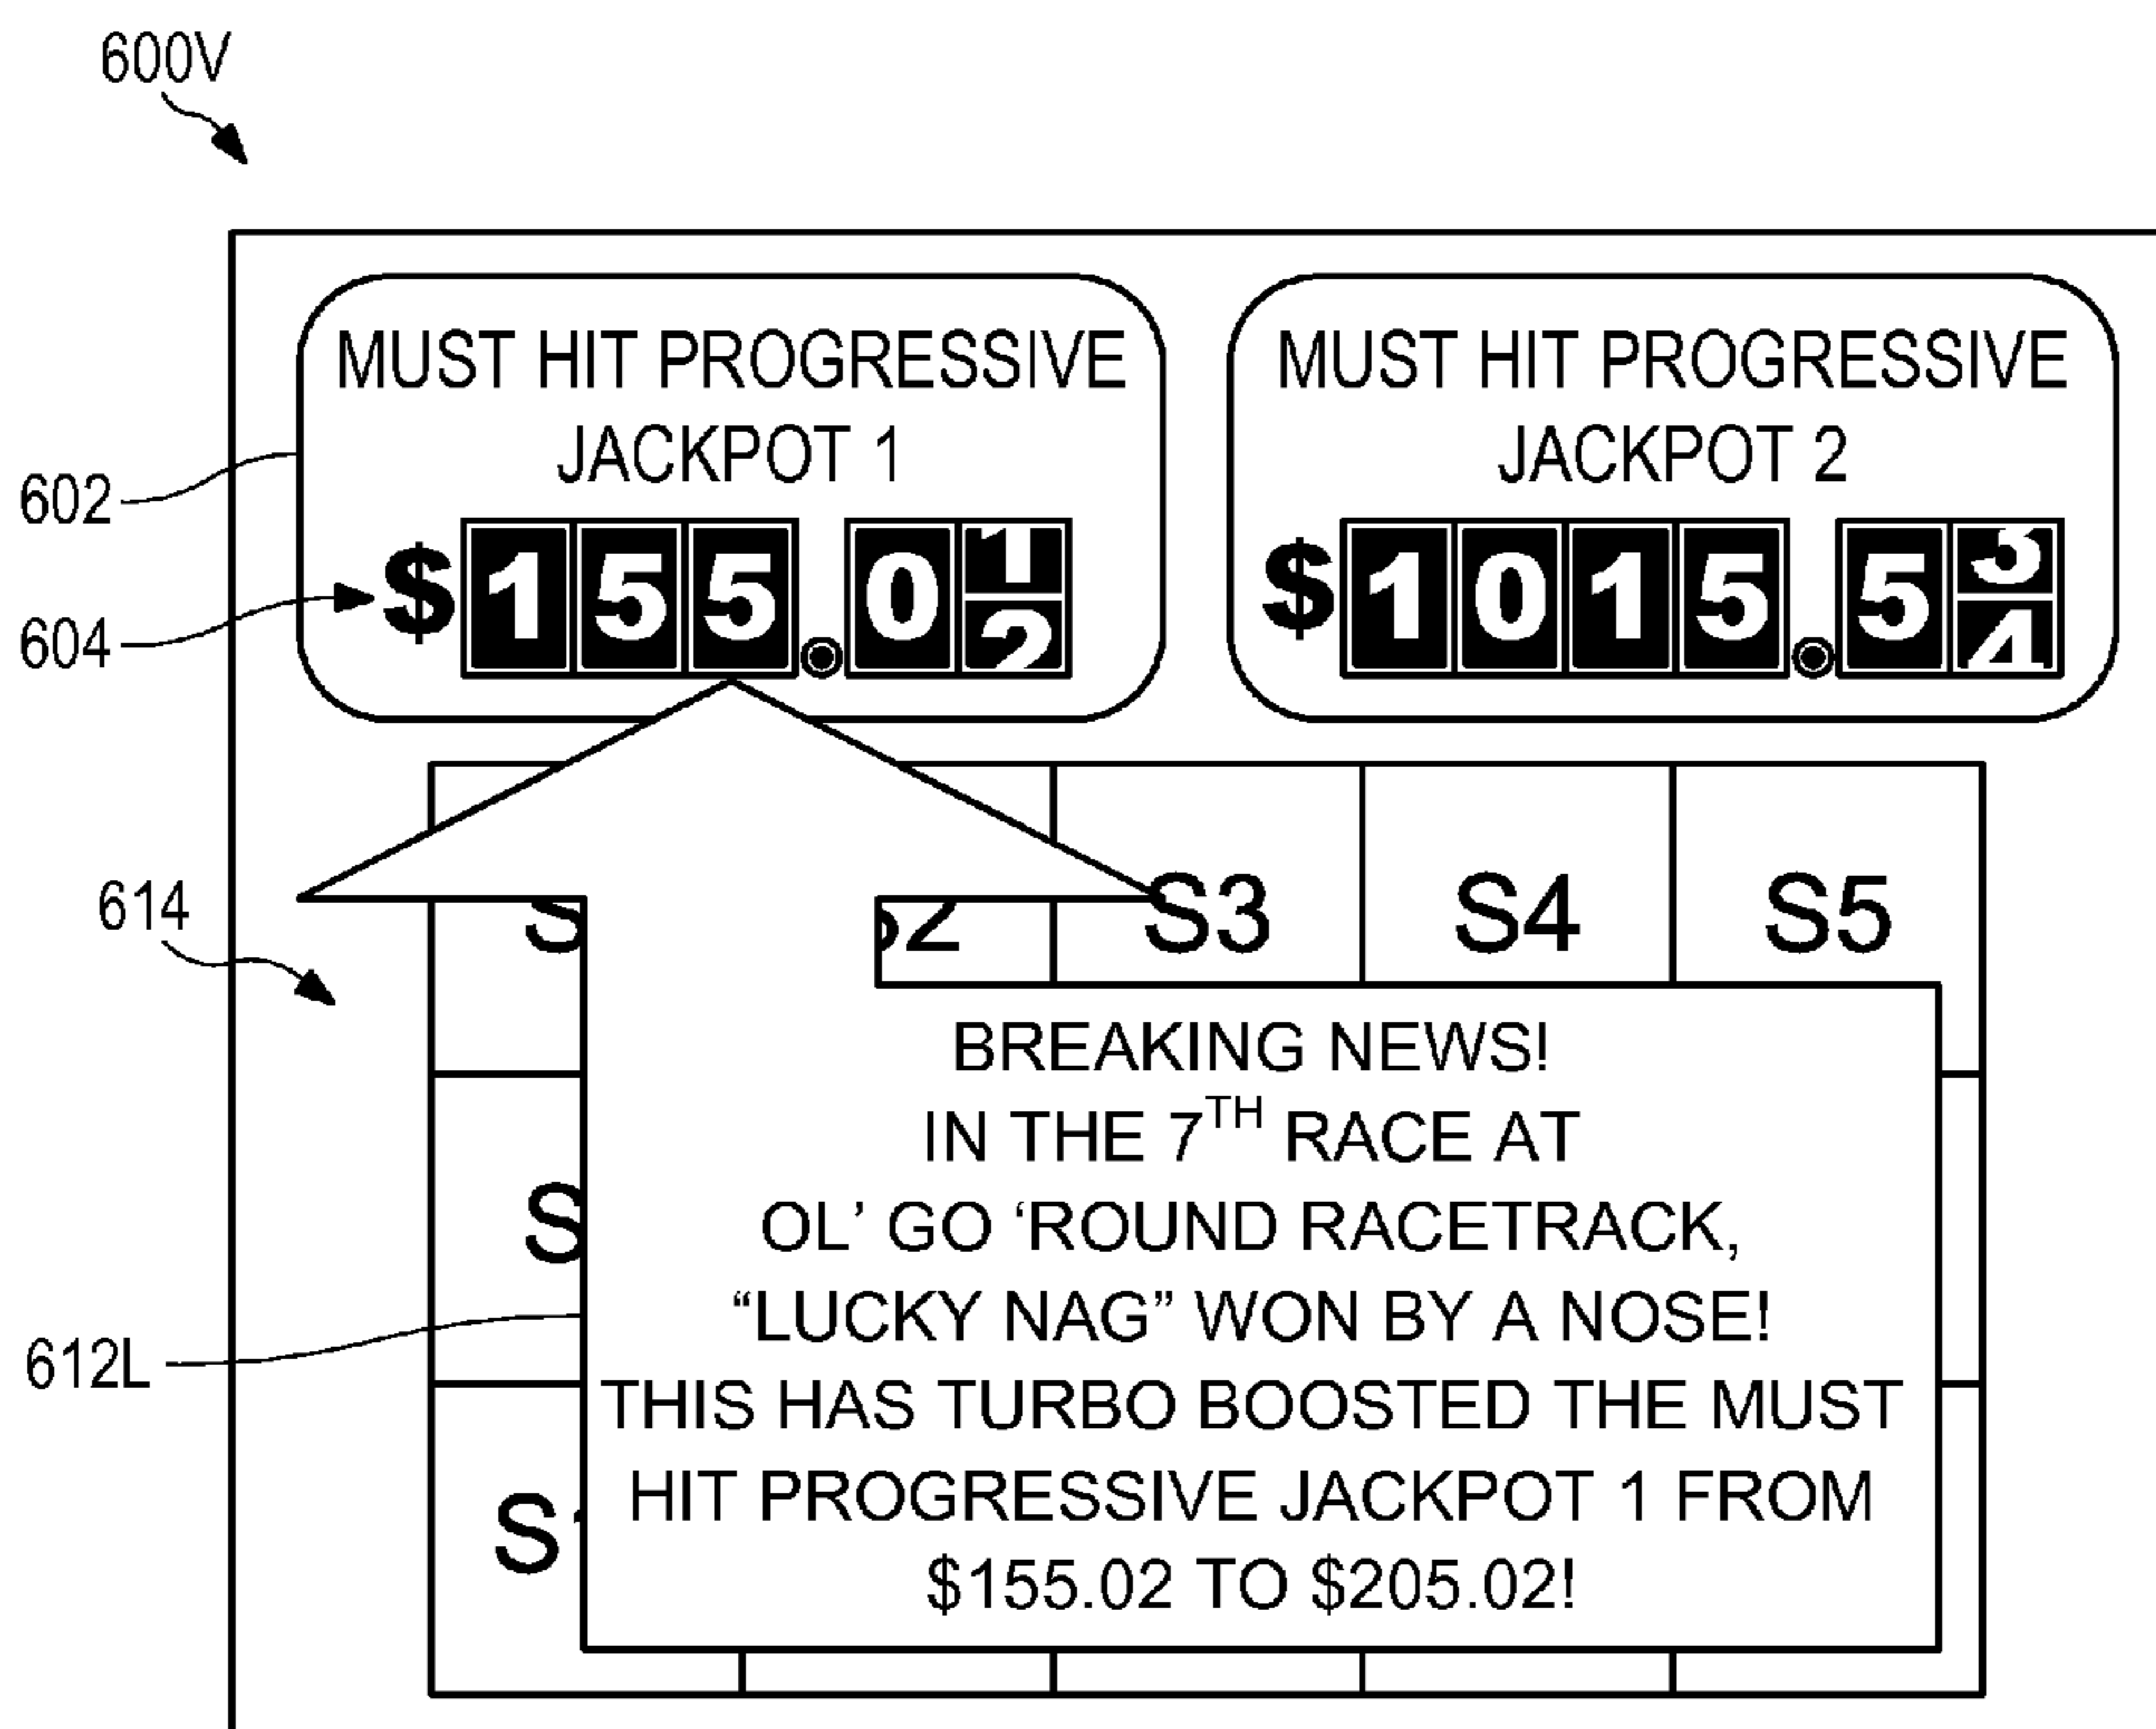 600V
MUST HIT PROGRESSIVE
JACKPOT 1
602
604
$155.0
MUST HIT PROGRESSIVE
JACKPOT 2
$1015.5
S3 S4 S5
614
BREAKING NEWS!
IN THE 7TH RACE AT
OL’ GO ‘ROUND RACETRACK,
“LUCKY NAG” WON BY A NOSE!
612L
THIS HAS TURBO BOOSTED THE MUST
HIT PROGRESSIVE JACKPOT 1 FROM
$155.02 TO $205.02!